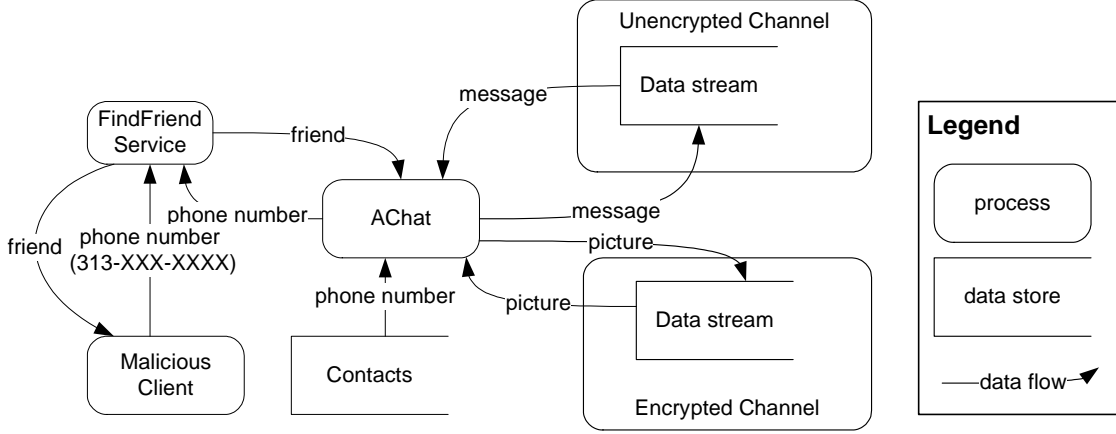 Unencrypted Channel
Data stream
message
message
FindFriend
Service
friend
phone number
AChat
friend
phone number
(313-XXX-XXXX)
picture
picture
phone number
Data stream
Malicious
Client
Contacts
Encrypted Channel
Legend
process
data store
data flow